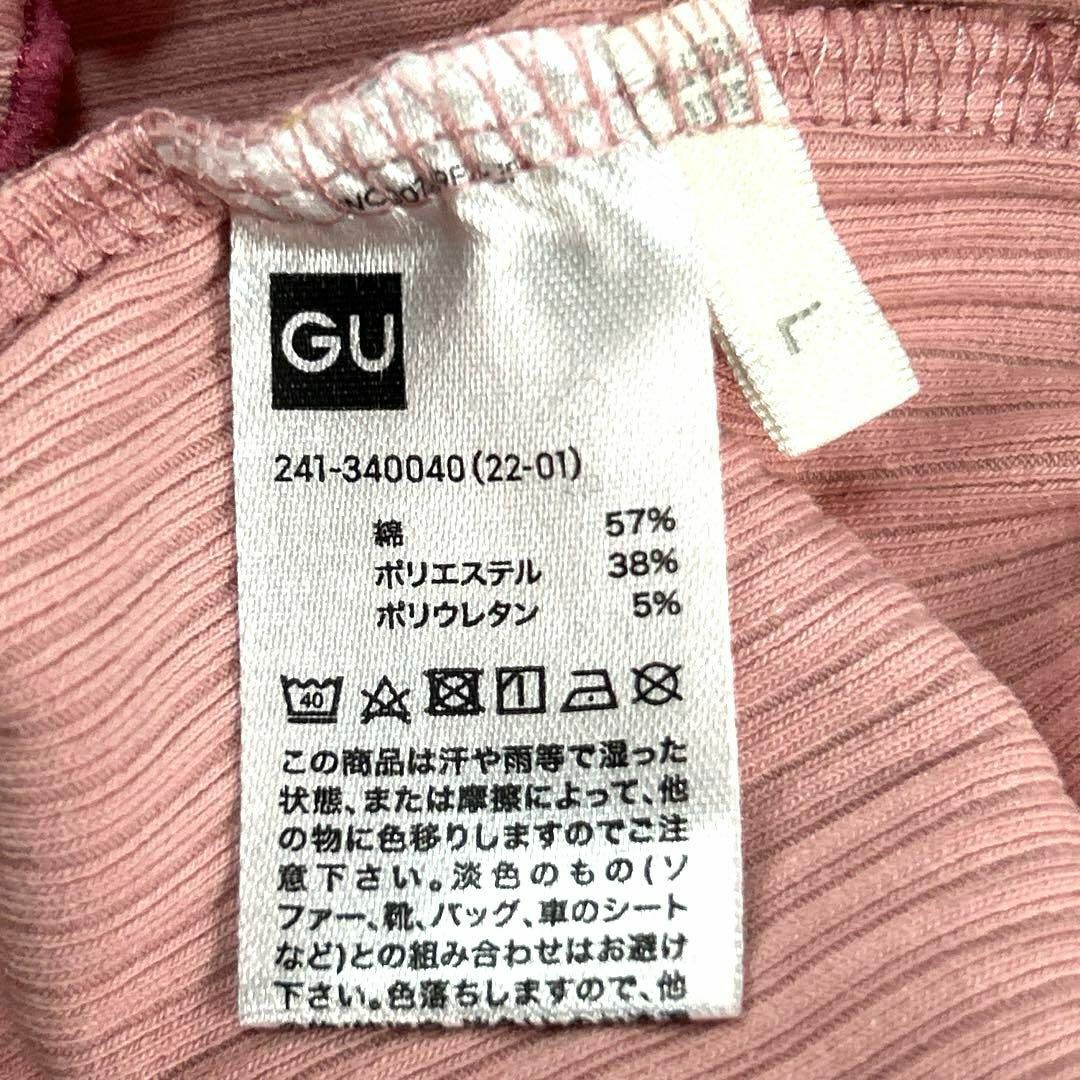 GU
L
241-340040(22-01)
綿 57%
ポリエステル 38%
ポリウレタン 5%
40
この商品は汗や雨等で湿った
状態、または摩擦によって、他
の物に色移りしますのでご注
意下さい。淡色のもの(ソ
ファー、靴、バッグ、車のシート
など)との組み合わせはお避け
下さい。色落ちしますので、他